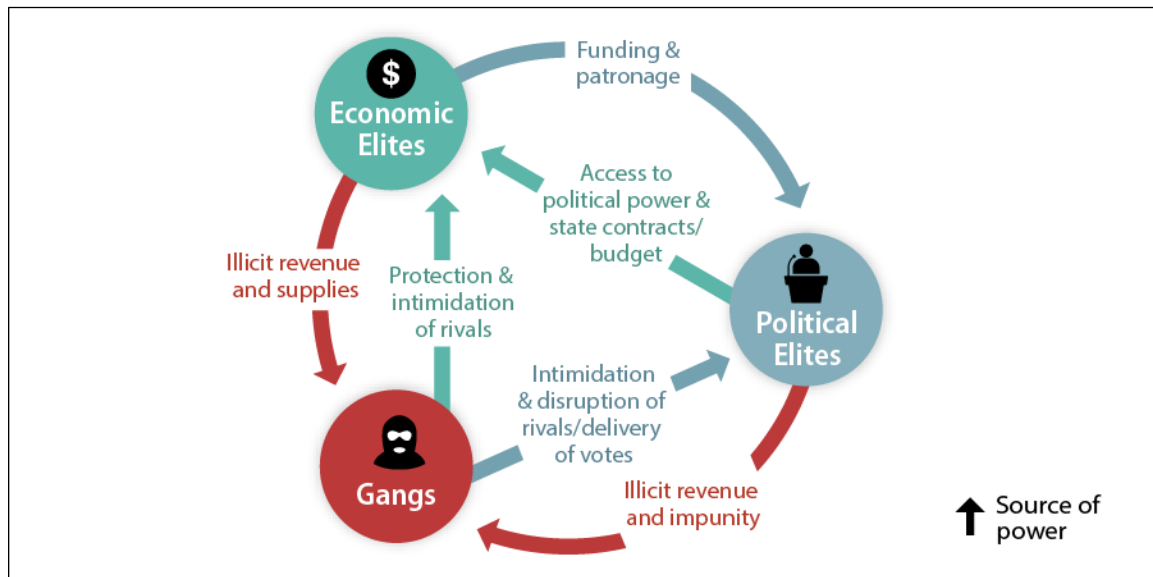 $
Economic
Elites
Funding &
patronage
Access to
political power &
state contracts/
budget
Illicit revenue
and supplies
Protection &
intimidation
of rivals
Political
Elites
Intimidation
& disruption of
rivals/delivery
of votes
Gangs
Illicit revenue
and impunity
Source of
power